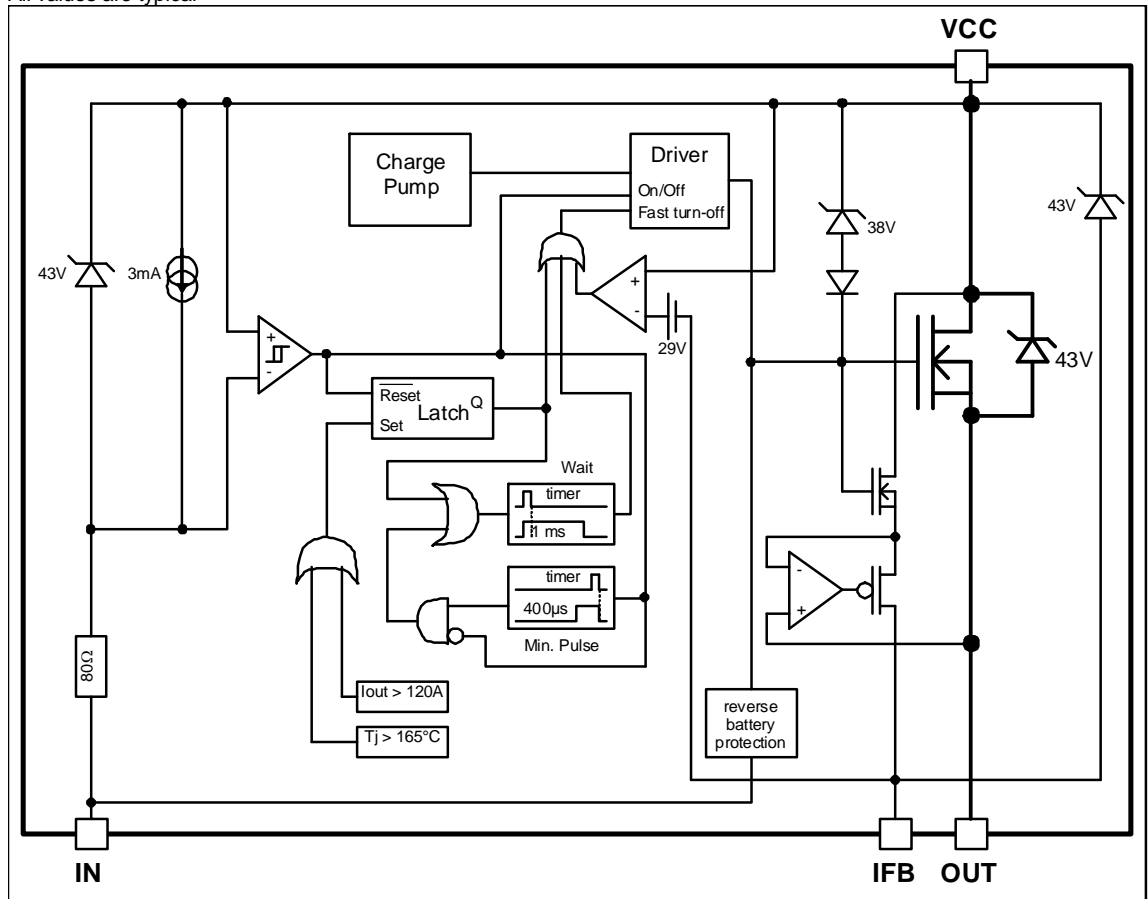 All values are typical
VCC
Charge
Pump
Driver
On/Off
Fast turn-off
38V
43V
43V
3mA
+
-
+
-
29V
43V
Reset
Latch Q
Set
Wait
timer
1 ms
timer
400µs
Min. Pulse
-
+
80Ω
Iout > 120A
Tj > 165°C
reverse
battery
protection
IN
IFB
OUT